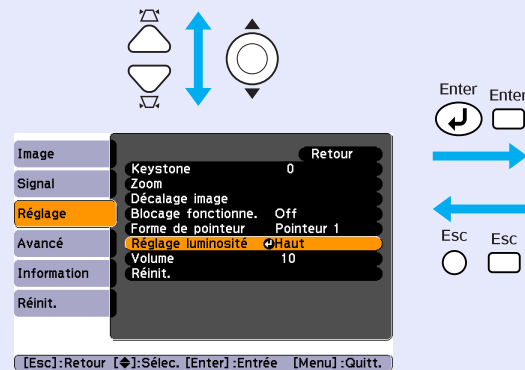 Enter Enter
Image
Signal
Réglage
Avancé
Information
Réinit.
Retour
Keystone 0
Zoom
Décalage image
Blocage fonctionne. Off
Forme de pointeur Pointeur 1
Réglage luminosité Haut
Volume 10
Réinit.
Esc Esc
[Esc]:Retour [◆]:Sélec. [Enter]:Entrée [Menu]:Quitt.